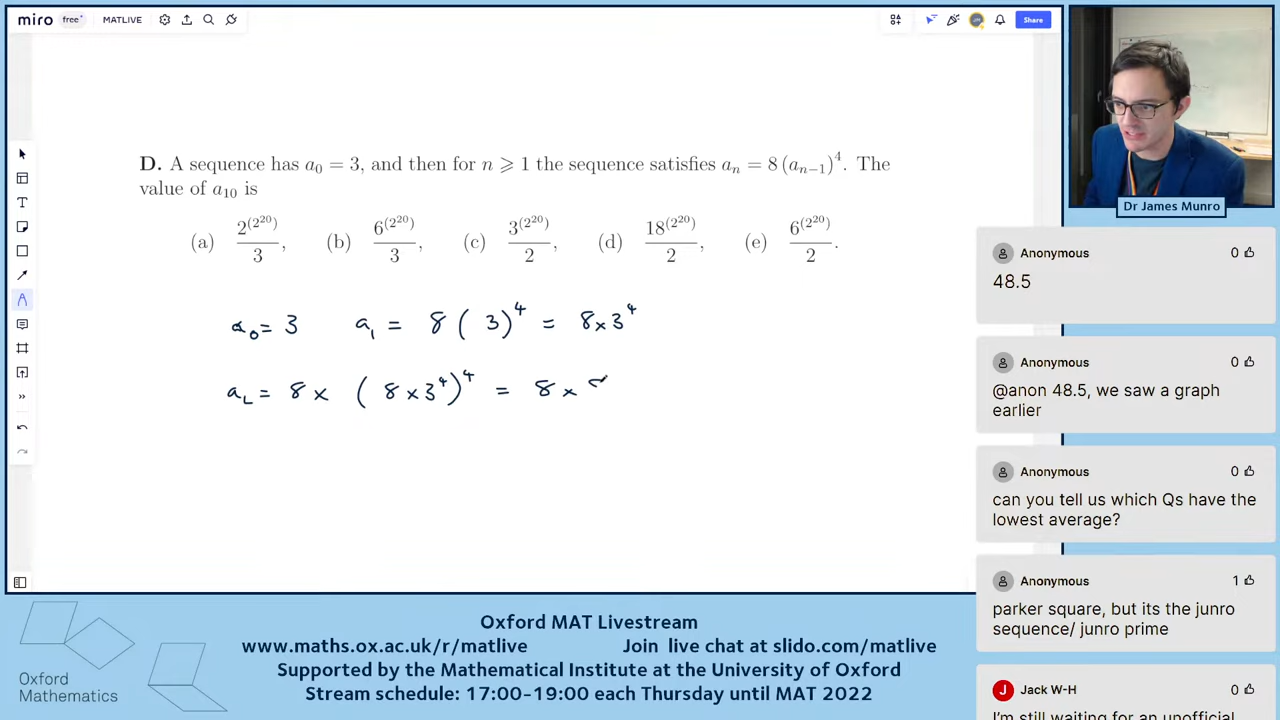 miro free MATLIVE Share
D. A sequence has a₀ = 3, and then for n ⩾ 1 the sequence satisfies aₙ = 8 (aₙ₋₁)⁴. The
value of a₁₀ is
(a) 2^(2^20)/3, (b) 6^(2^20)/3, (c) 3^(2^20)/2, (d) 18^(2^20)/2, (e) 6^(2^20)/2.
a₀ = 3 a₁ = 8 ( 3)⁴ = 8×3⁴
a₂ = 8 × ( 8×3⁴)⁴ = 8 ×
Dr James Munro
Anonymous 0
48.5
Anonymous 0
@anon 48.5, we saw a graph
earlier
Anonymous 0
can you tell us which Qs have the
lowest average?
Anonymous 1
parker square, but its the junro
sequence/ junro prime
J Jack W-H 0
I'm still waiting for an unofficial
Oxford
Mathematics
Oxford MAT Livestream
www.maths.ox.ac.uk/r/matlive Join live chat at slido.com/matlive
Supported by the Mathematical Institute at the University of Oxford
Stream schedule: 17:00-19:00 each Thursday until MAT 2022